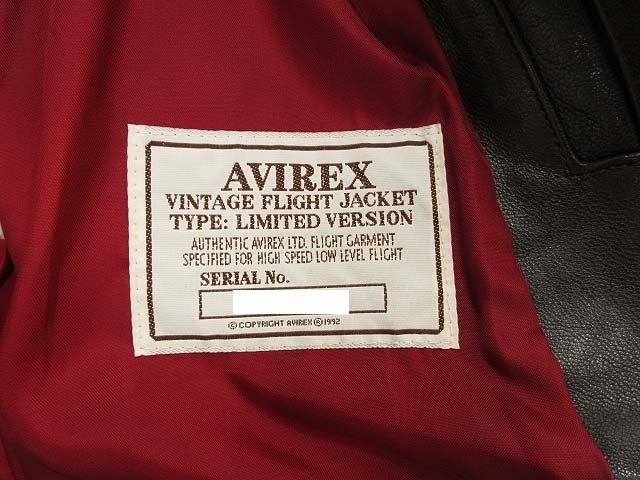 AVIREX
VINTAGE FLIGHT JACKET
TYPE: LIMITED VERSION
AUTHENTIC AVIREX LTD. FLIGHT GARMENT
SPECIFIED FOR HIGH SPEED LOW LEVEL FLIGHT
SERIAL No.
© COPYRIGHT AVIREX ® 1992